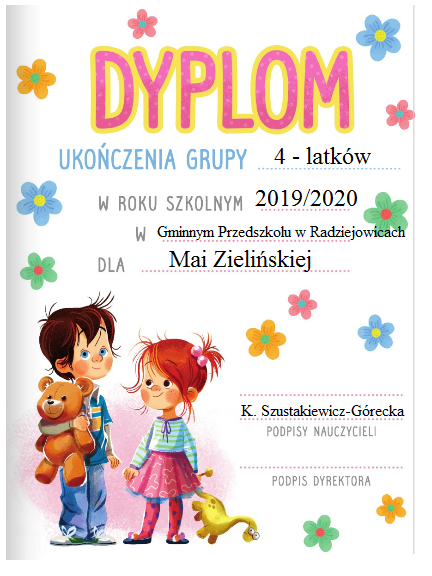 DYPLOM
UKOŃCZENIA GRUPY 4 - latków
W ROKU SZKOLNYM 2019/2020
W Gminnym Przedszkolu w Radziejowicach
DLA Mai Zielińskiej
K. Szustakiewicz-Górecka
PODPISY NAUCZYCIELI
PODPIS DYREKTORA